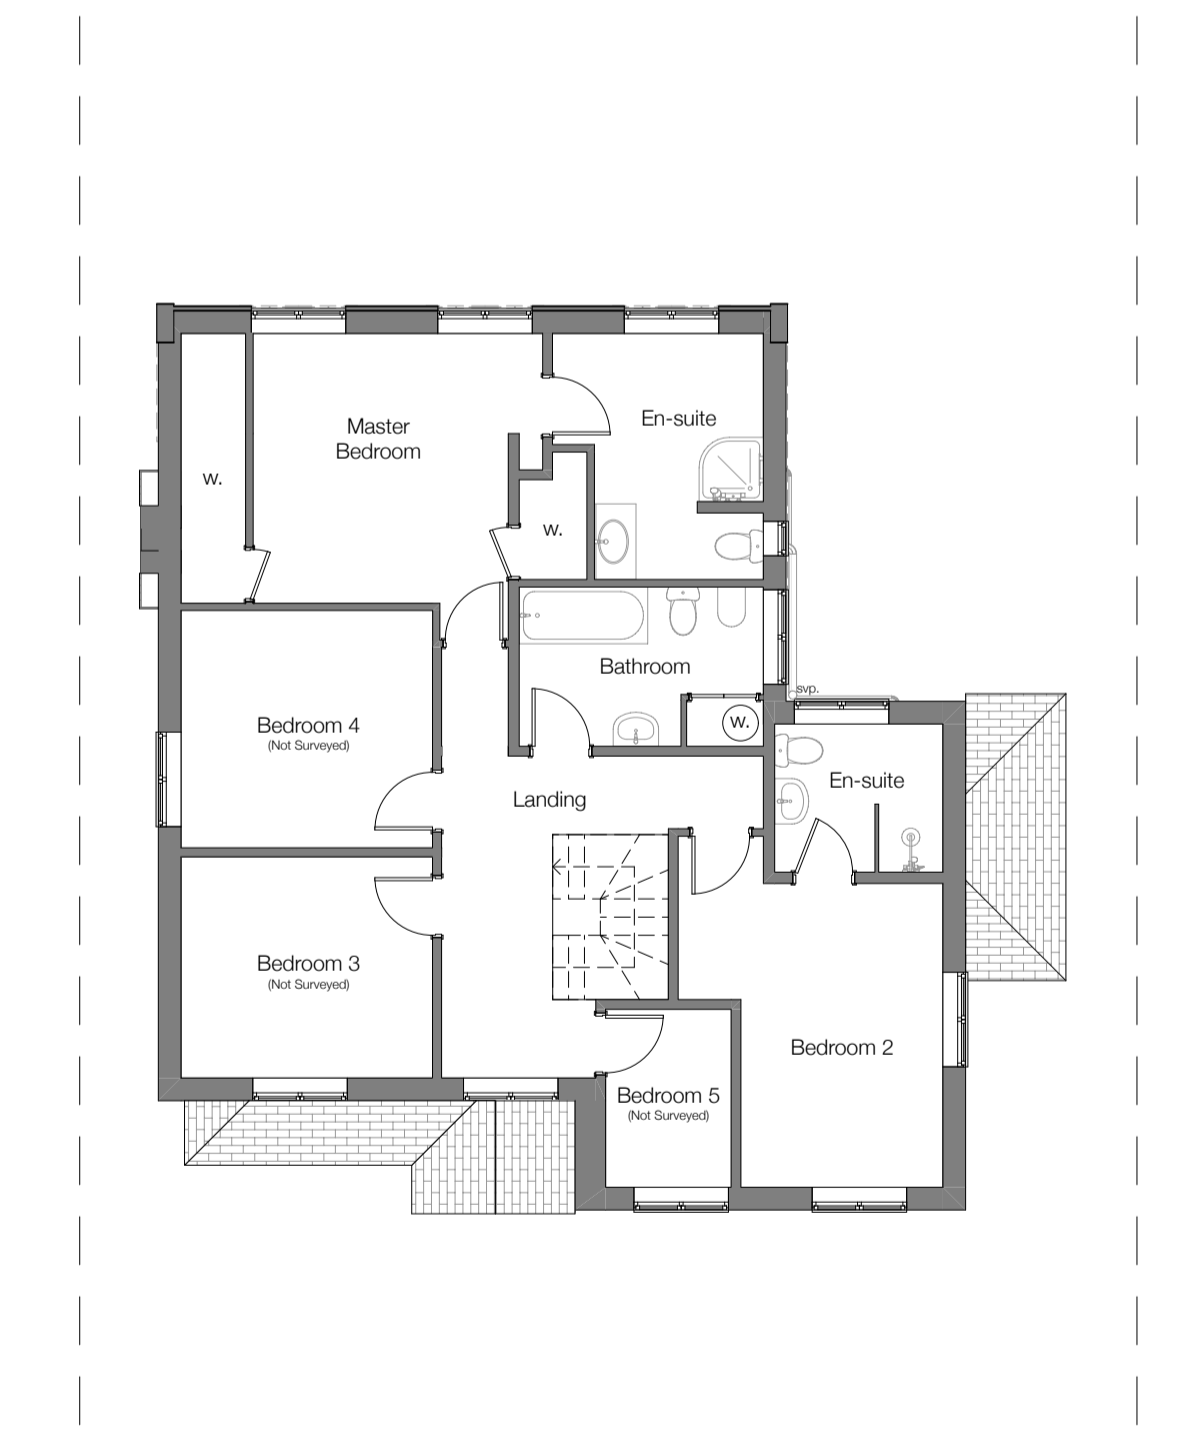 Master
Bedroom
En-suite
w.
w.
Bathroom
svp.
w.
Bedroom 4
(Not Surveyed)
En-suite
Landing
Bedroom 3
(Not Surveyed)
Bedroom 2
Bedroom 5
(Not Surveyed)